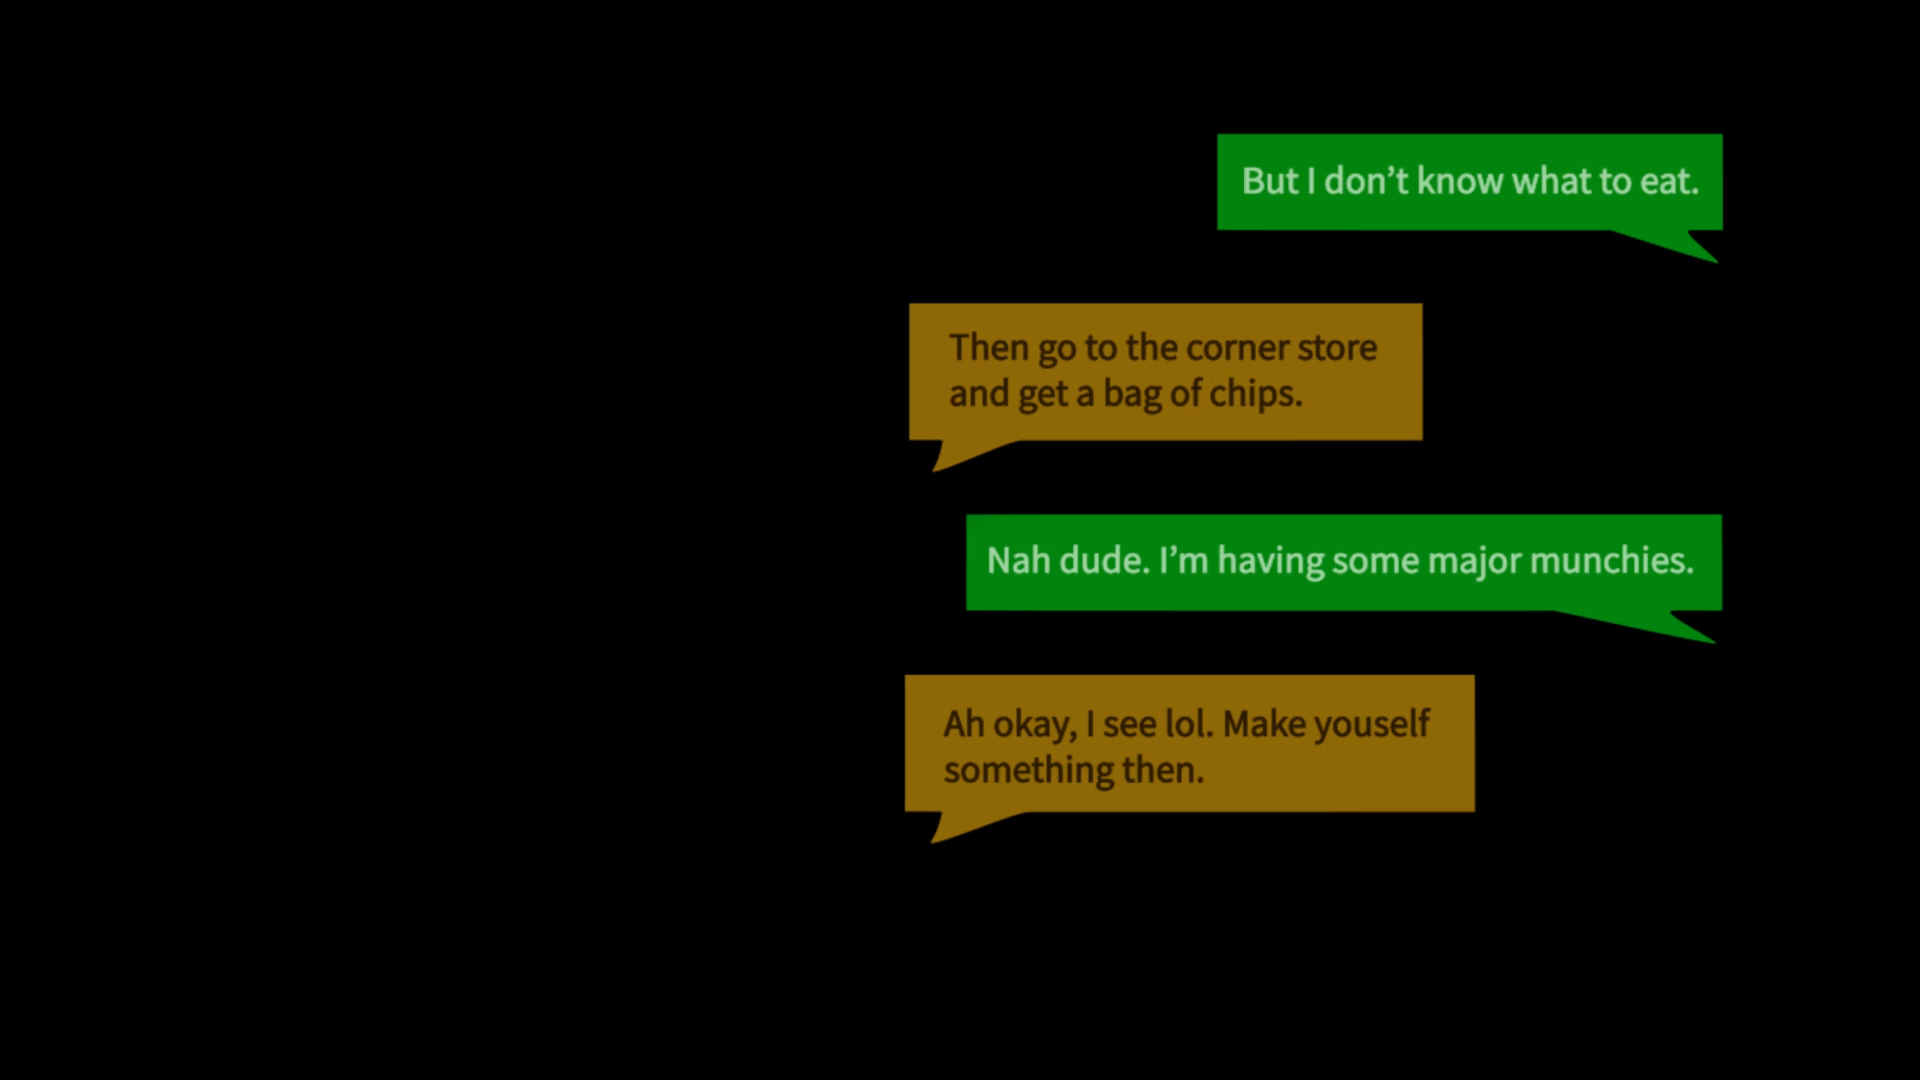 But I don’t know what to eat.
Then go to the corner store
and get a bag of chips.
Nah dude. I’m having some major munchies.
Ah okay, I see lol. Make youself
something then.